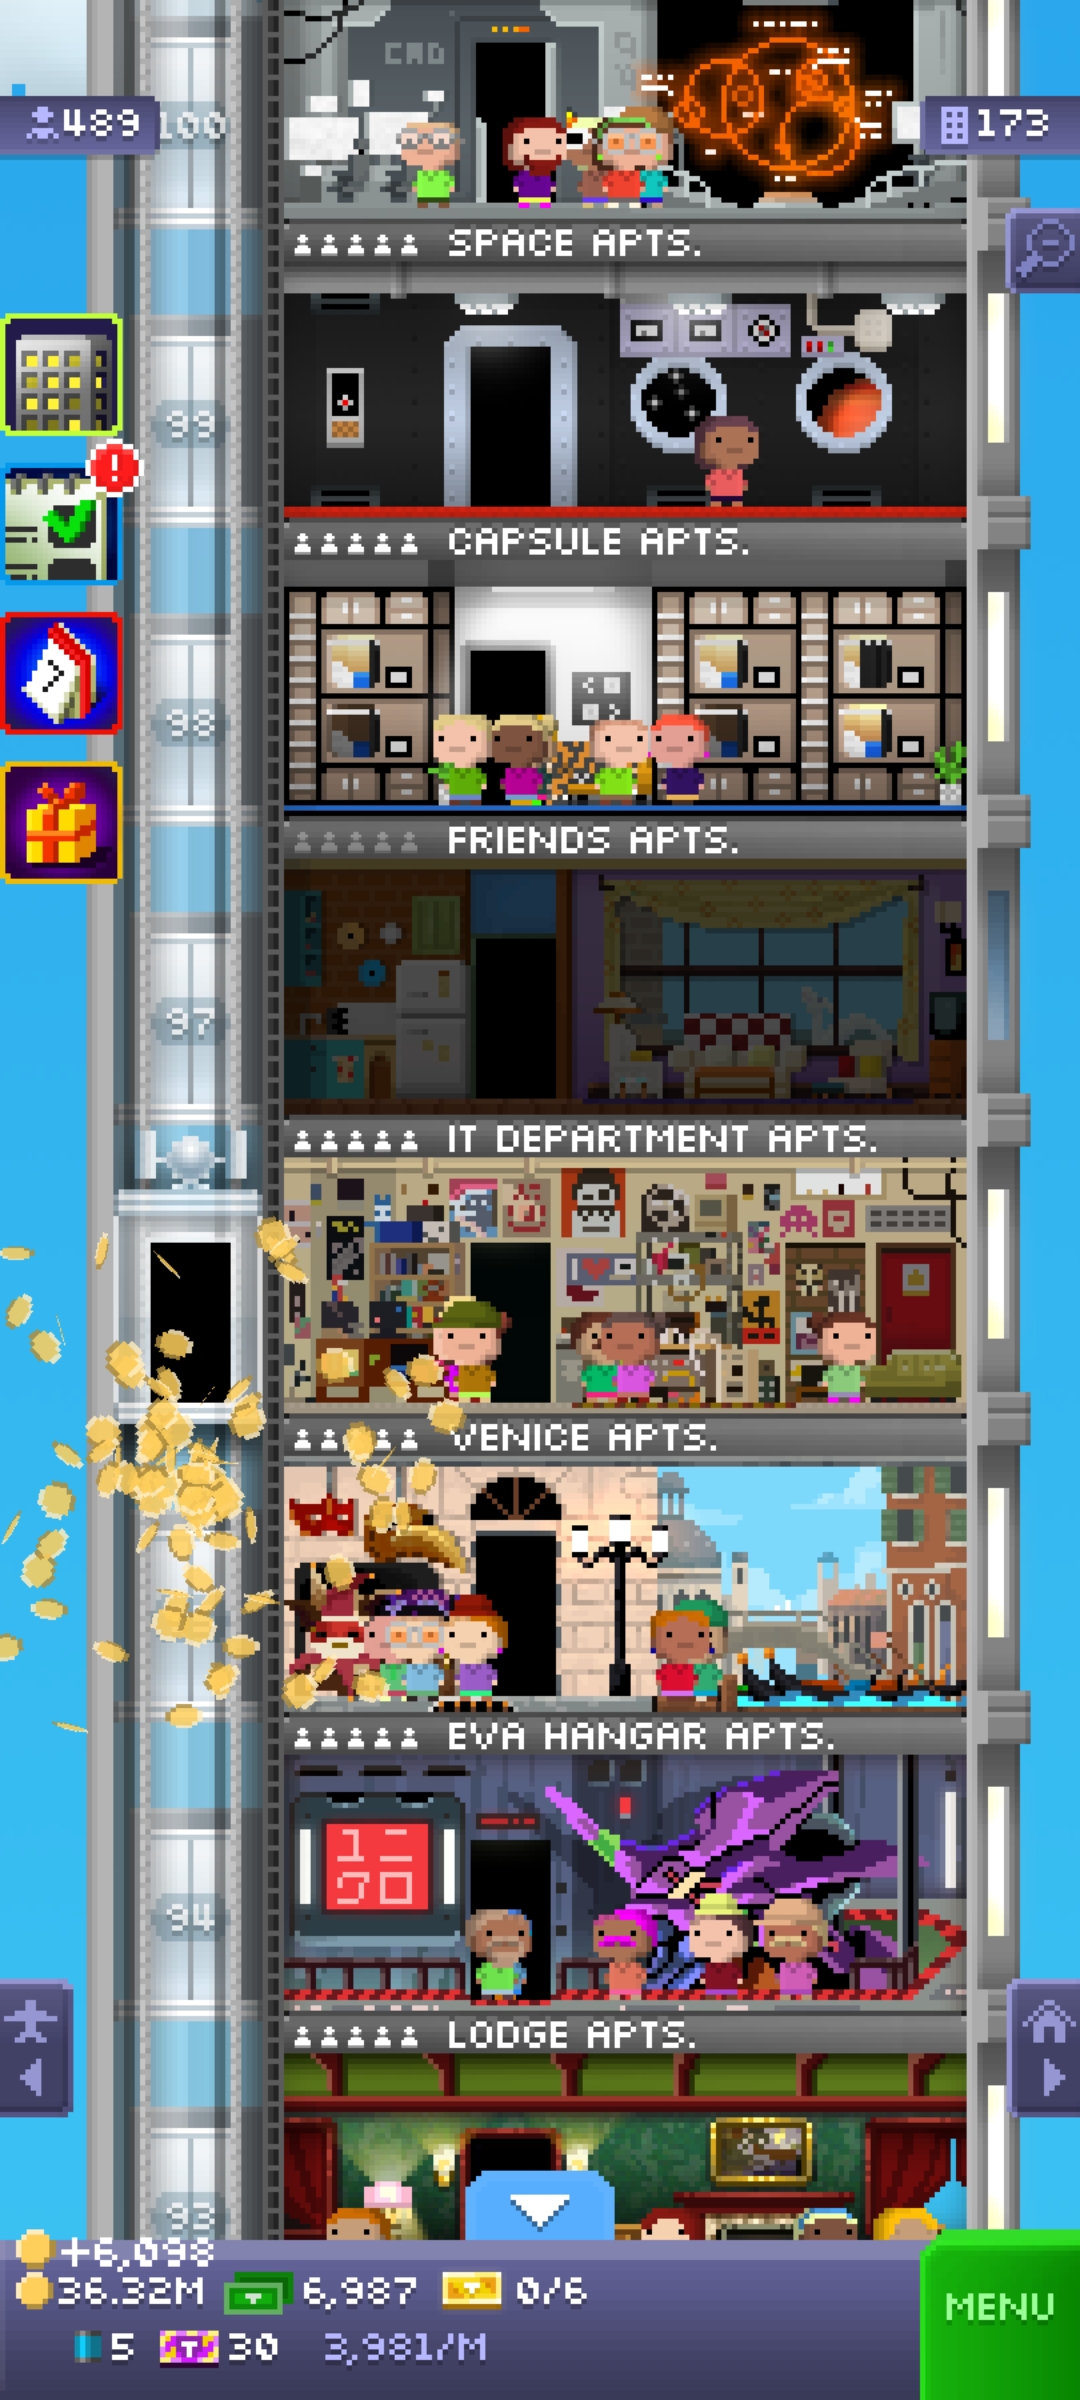 CRD
489
100
173
SPACE APTS.
99
CAPSULE APTS.
98
FRIENDS APTS.
97
IT DEPARTMENT APTS.
VENICE APTS.
EVA HANGAR APTS.
94
LODGE APTS.
93
+6,098
36.32M 6,987 0/6
MENU
5 T 30 3,981/M